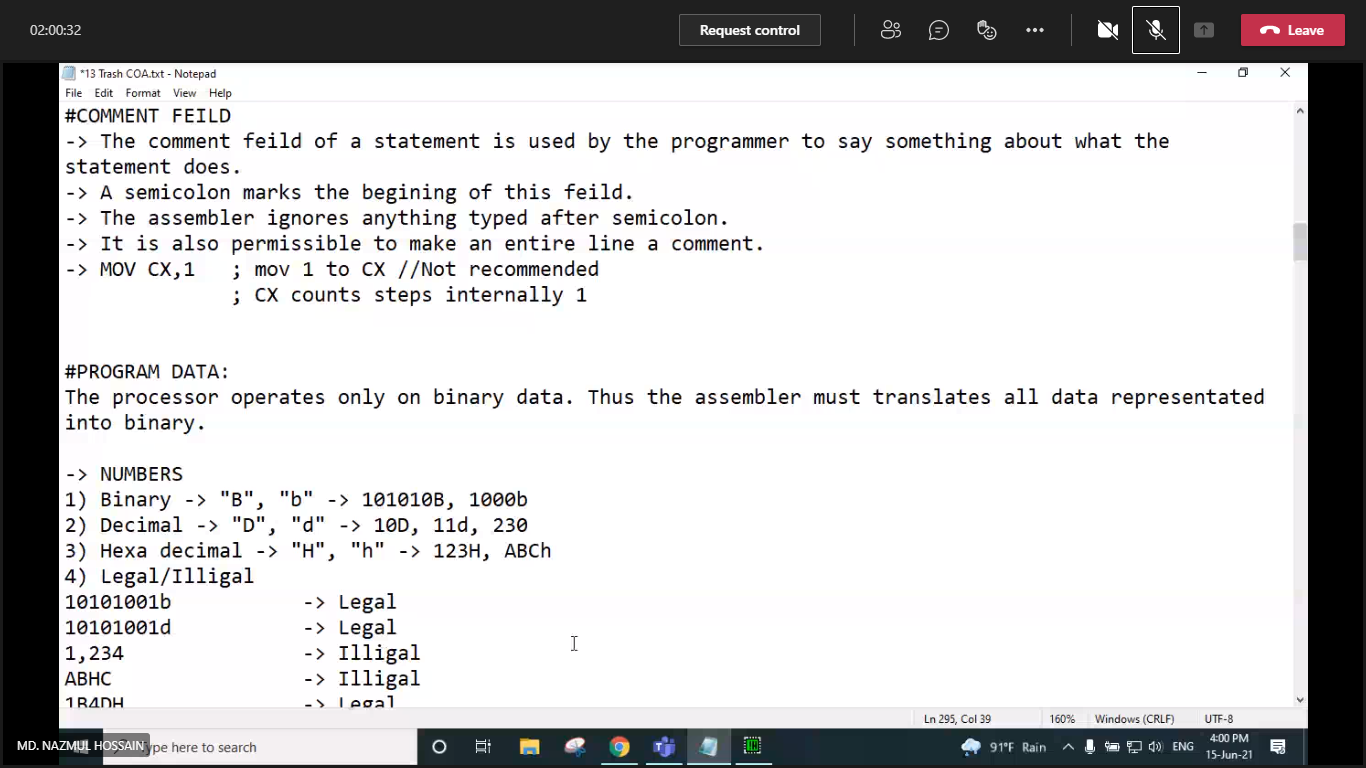 02:00:32
Request control
Leave
*13 Trash COA.txt - Notepad
File Edit Format View Help
#COMMENT FEILD
-> The comment feild of a statement is used by the programmer to say something about what the
statement does.
-> A semicolon marks the begining of this feild.
-> The assembler ignores anything typed after semicolon.
-> It is also permissible to make an entire line a comment.
-> MOV CX,1 ; mov 1 to CX //Not recommended
; CX counts steps internally 1
#PROGRAM DATA:
The processor operates only on binary data. Thus the assembler must translates all data representated
into binary.
-> NUMBERS
1) Binary -> "B", "b" -> 101010B, 1000b
2) Decimal -> "D", "d" -> 10D, 11d, 230
3) Hexa decimal -> "H", "h" -> 123H, ABCh
4) Legal/Illigal
10101001b -> Legal
10101001d -> Legal
1,234 -> Illigal
ABHC -> Illigal
1B4DH -> Legal
Ln 295, Col 39 160% Windows (CRLF) UTF-8
MD. NAZMUL HOSSAIN
ype here to search
91°F Rain
ENG
4:00 PM
15-Jun-21